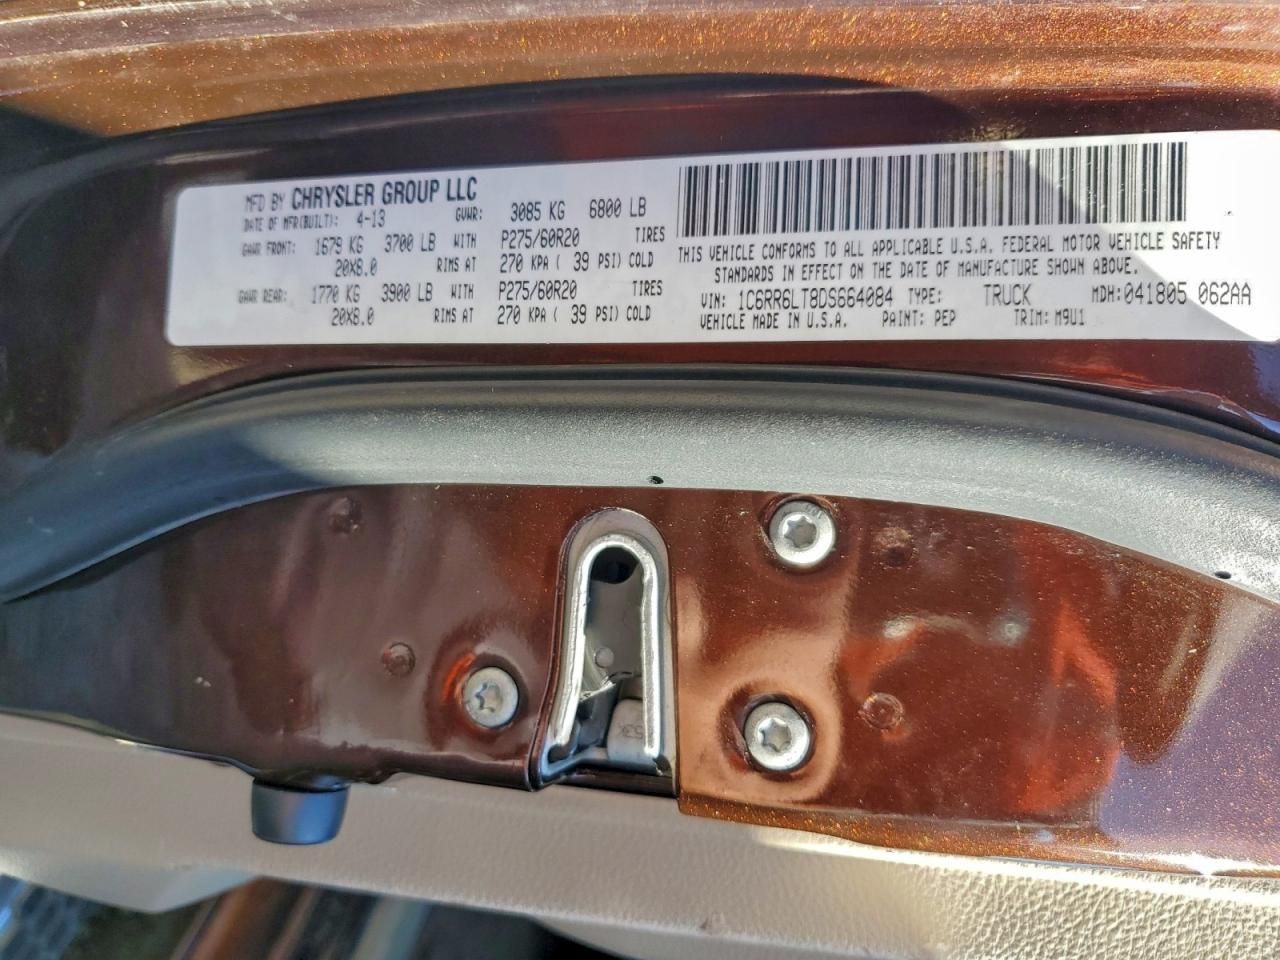 MFD BY CHRYSLER GROUP LLC
DATE OF MFR(BUILT): 4-13 GVWR: 3085 KG 6800 LB
GAWR FRONT: 1679 KG 3700 LB WITH P275/60R20 TIRES
20X8.0 RIMS AT 270 KPA ( 39 PSI) COLD
GAWR REAR: 1770 KG 3900 LB WITH P275/60R20 TIRES
20X8.0 RIMS AT 270 KPA ( 39 PSI) COLD
THIS VEHICLE CONFORMS TO ALL APPLICABLE U.S.A. FEDERAL MOTOR VEHICLE SAFETY
STANDARDS IN EFFECT ON THE DATE OF MANUFACTURE SHOWN ABOVE.
VIN: 1C6RR6LT8DS664084 TYPE: TRUCK MDH:041805 062AA
VEHICLE MADE IN U.S.A. PAINT: PEP TRIM: M9U1